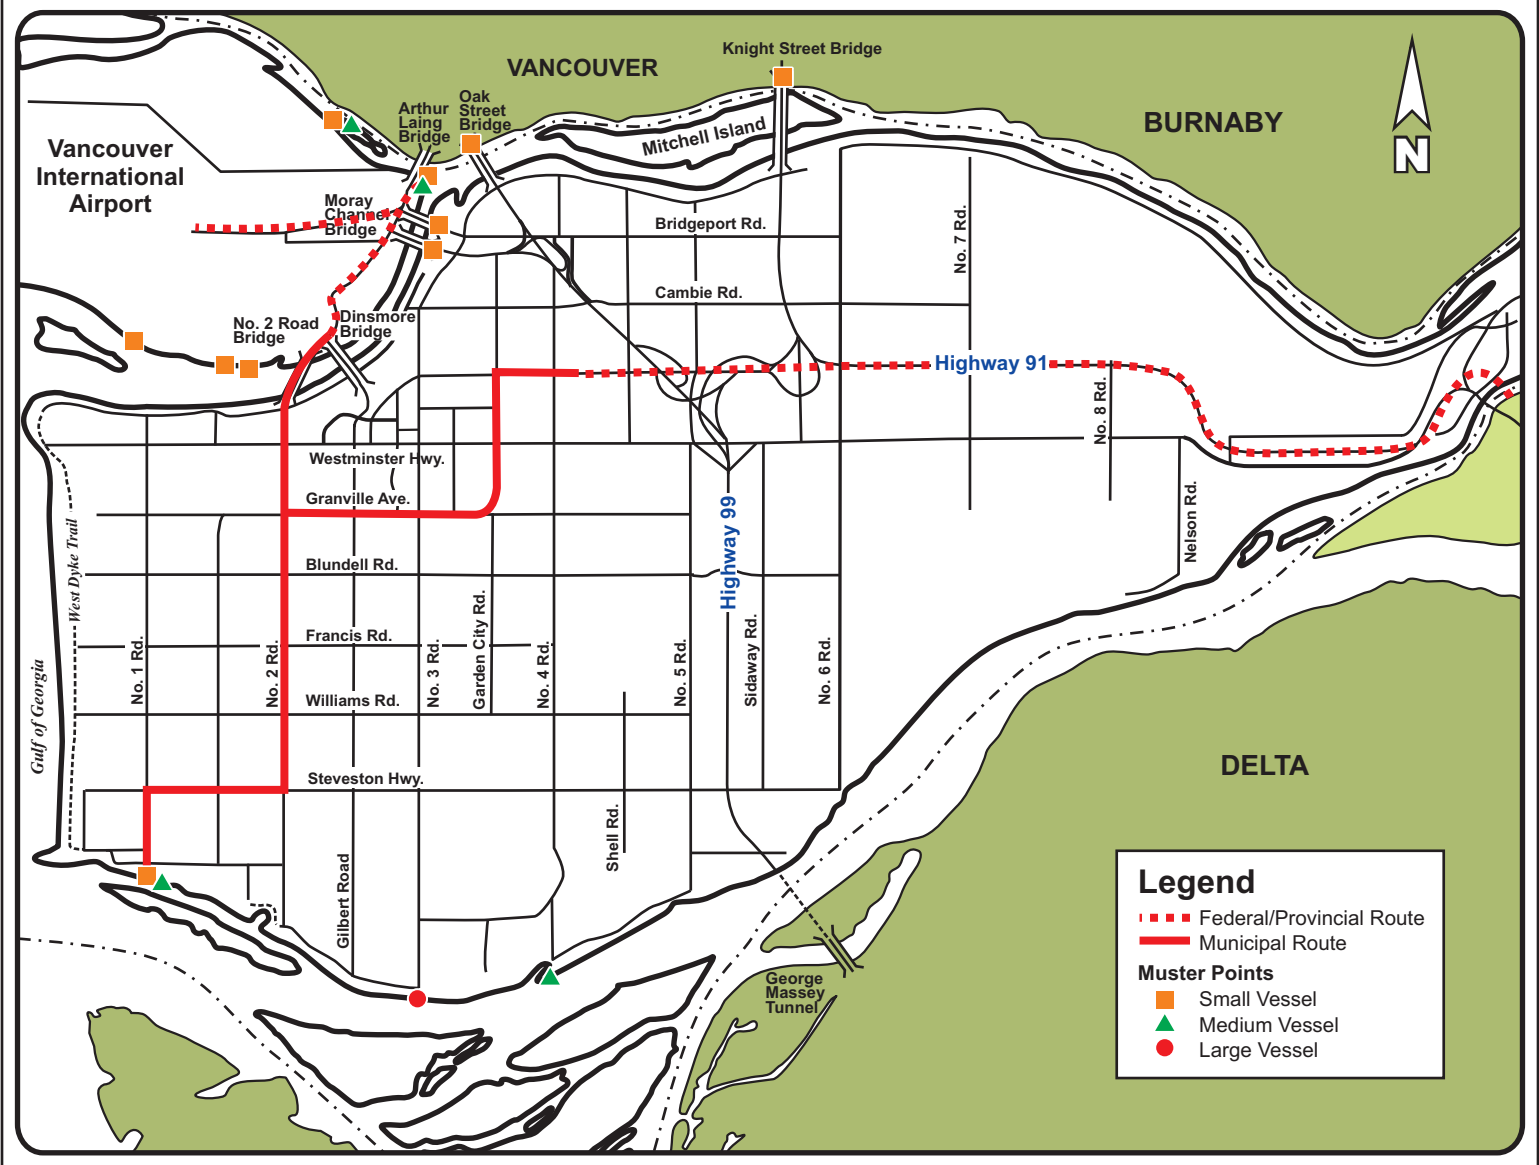 Knight Street Bridge
VANCOUVER
Oak
Street
Bridge
Arthur
Laing
Bridge
BURNABY
Mitchell Island
N
Vancouver
International
Airport
Moray
Channel
Bridge
Bridgeport Rd.
No. 7 Rd.
Cambie Rd.
No. 2 Road
Bridge
Dinsmore
Bridge
Highway 91
No. 8 Rd.
Westminster Hwy.
Granville Ave.
Highway 99
Nelson Rd.
West Dyke Trail
Blundell Rd.
Francis Rd.
Gulf of Georgia
No. 1 Rd.
No. 2 Rd.
No. 3 Rd.
Garden City Rd.
No. 4 Rd.
No. 5 Rd.
Sidaway Rd.
No. 6 Rd.
Williams Rd.
Steveston Hwy.
DELTA
Shell Rd.
Gilbert Road
George
Massey
Tunnel
Legend
Federal/Provincial Route
Municipal Route
Muster Points
Small Vessel
Medium Vessel
Large Vessel